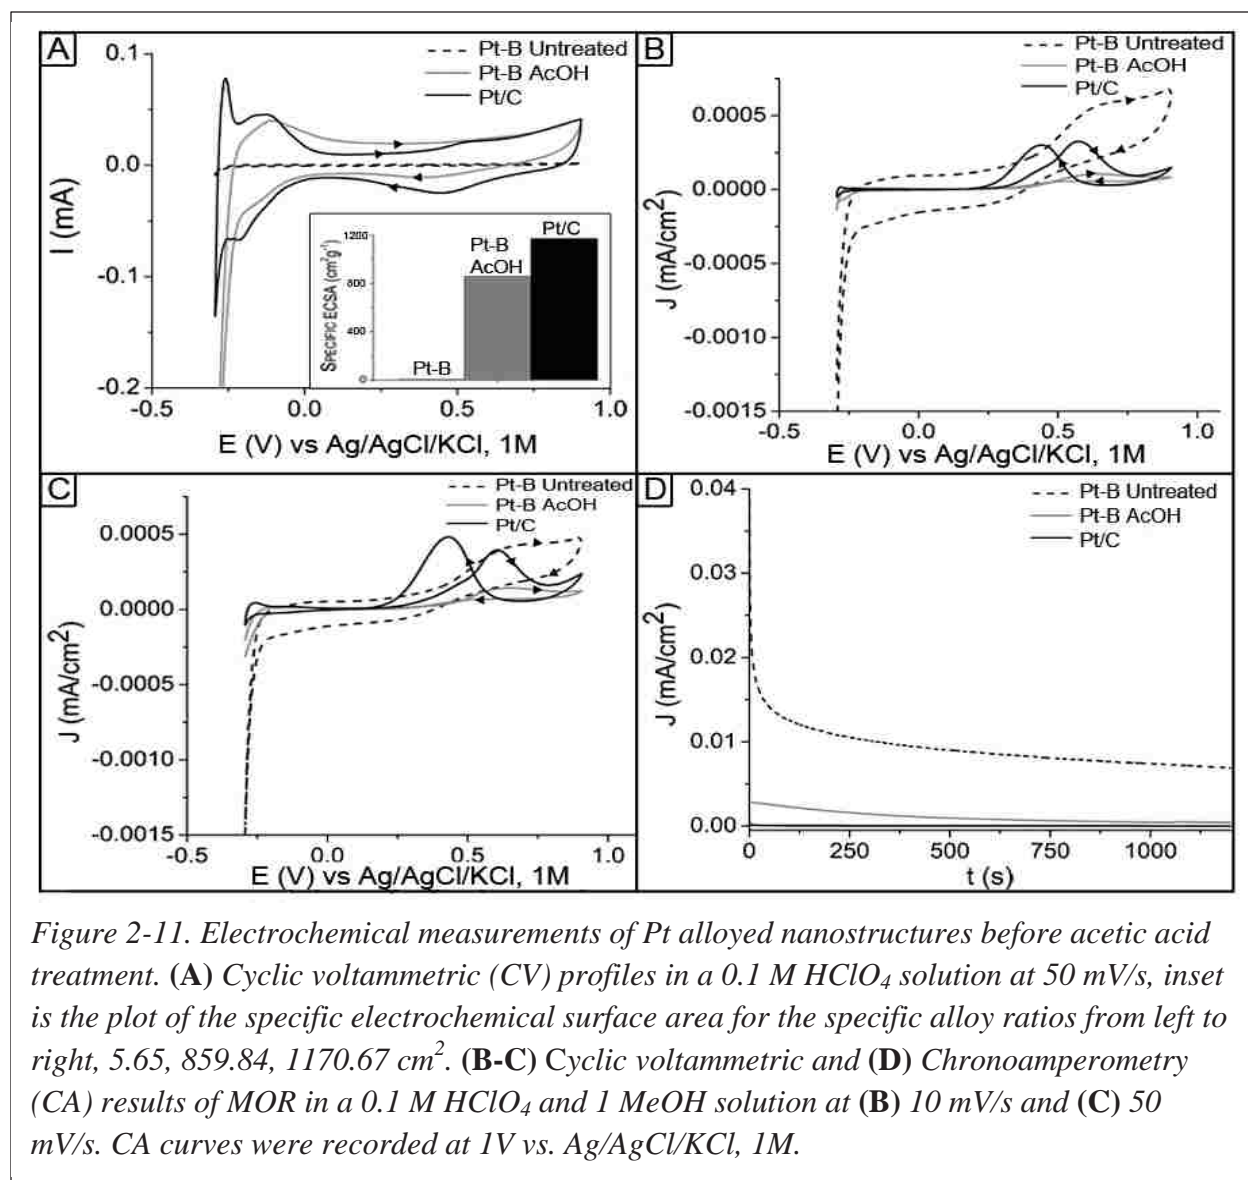 A
Pt-B Untreated
Pt-B AcOH
Pt/C
0.1
0.0
-0.1
-0.2
I (mA)
-0.5
0.0
0.5
1.0
E (V) vs Ag/AgCl/KCl, 1M
SPECIFIC ECSA (cm²g⁻¹)
1200
800
400
0
Pt-B
Pt-B
AcOH
Pt/C
B
Pt-B Untreated
Pt-B AcOH
Pt/C
0.0005
0.0000
-0.0005
-0.0010
-0.0015
J (mA/cm²)
-0.5
0.0
0.5
1.0
E (V) vs Ag/AgCl/KCl, 1M
C
Pt-B Untreated
Pt-B AcOH
Pt/C
0.0005
0.0000
-0.0005
-0.0010
-0.0015
J (mA/cm²)
-0.5
0.0
0.5
1.0
E (V) vs Ag/AgCl/KCl, 1M
D
Pt-B Untreated
Pt-B AcOH
Pt/C
0.04
0.03
0.02
0.01
0.00
J (mA/cm²)
0
250
500
750
1000
t (s)
Figure 2-11. Electrochemical measurements of Pt alloyed nanostructures before acetic acid
treatment. (A) Cyclic voltammetric (CV) profiles in a 0.1 M HClO₄ solution at 50 mV/s, inset
is the plot of the specific electrochemical surface area for the specific alloy ratios from left to
right, 5.65, 859.84, 1170.67 cm². (B-C) Cyclic voltammetric and (D) Chronoamperometry
(CA) results of MOR in a 0.1 M HClO₄ and 1 MeOH solution at (B) 10 mV/s and (C) 50
mV/s. CA curves were recorded at 1V vs. Ag/AgCl/KCl, 1M.